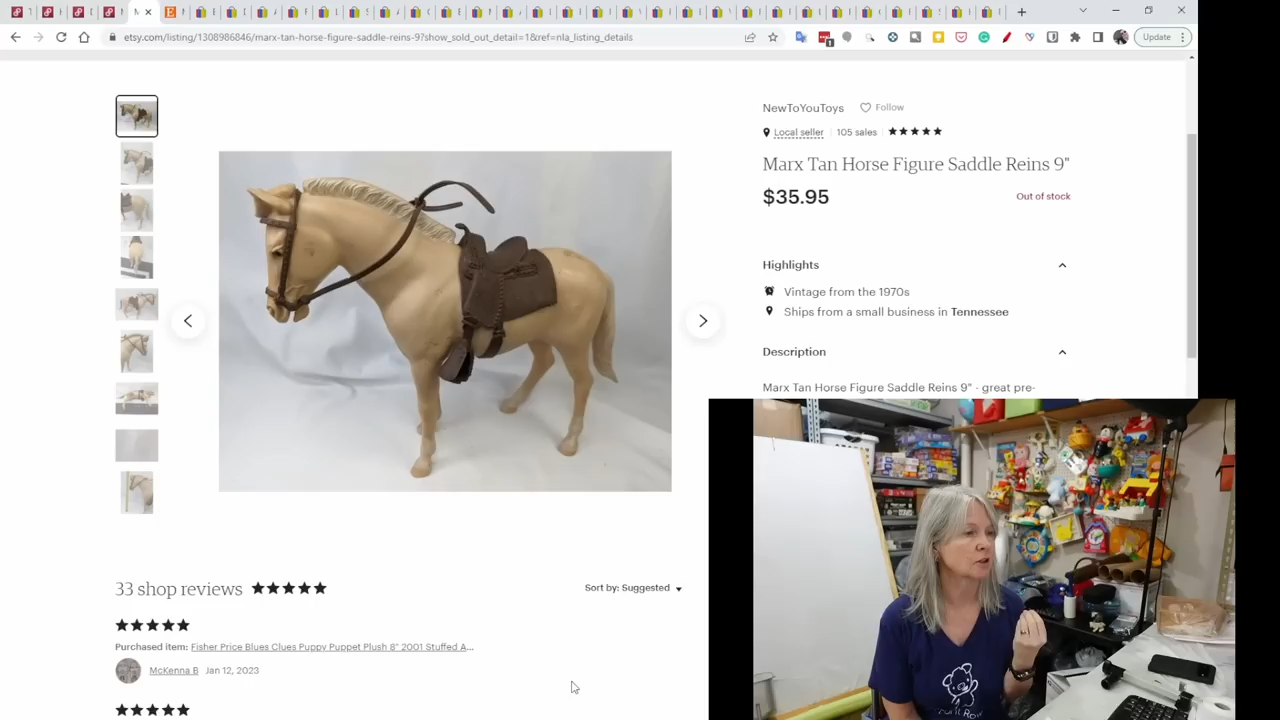 etsy.com/listing/1308986846/marx-tan-horse-figure-saddle-reins-9?show_sold_out_detail=1&ref=nla_listing_details
1
Update
NewToYouToys
Follow
Local seller
105 sales
Marx Tan Horse Figure Saddle Reins 9"
$35.95
Out of stock
Highlights
Vintage from the 1970s
Ships from a small business in Tennessee
Description
Marx Tan Horse Figure Saddle Reins 9" - great pre-
33 shop reviews
Sort by: Suggested
Purchased item: Fisher Price Blues Clues Puppy Puppet Plush 8" 2001 Stuffed A...
McKenna B Jan 12, 2023